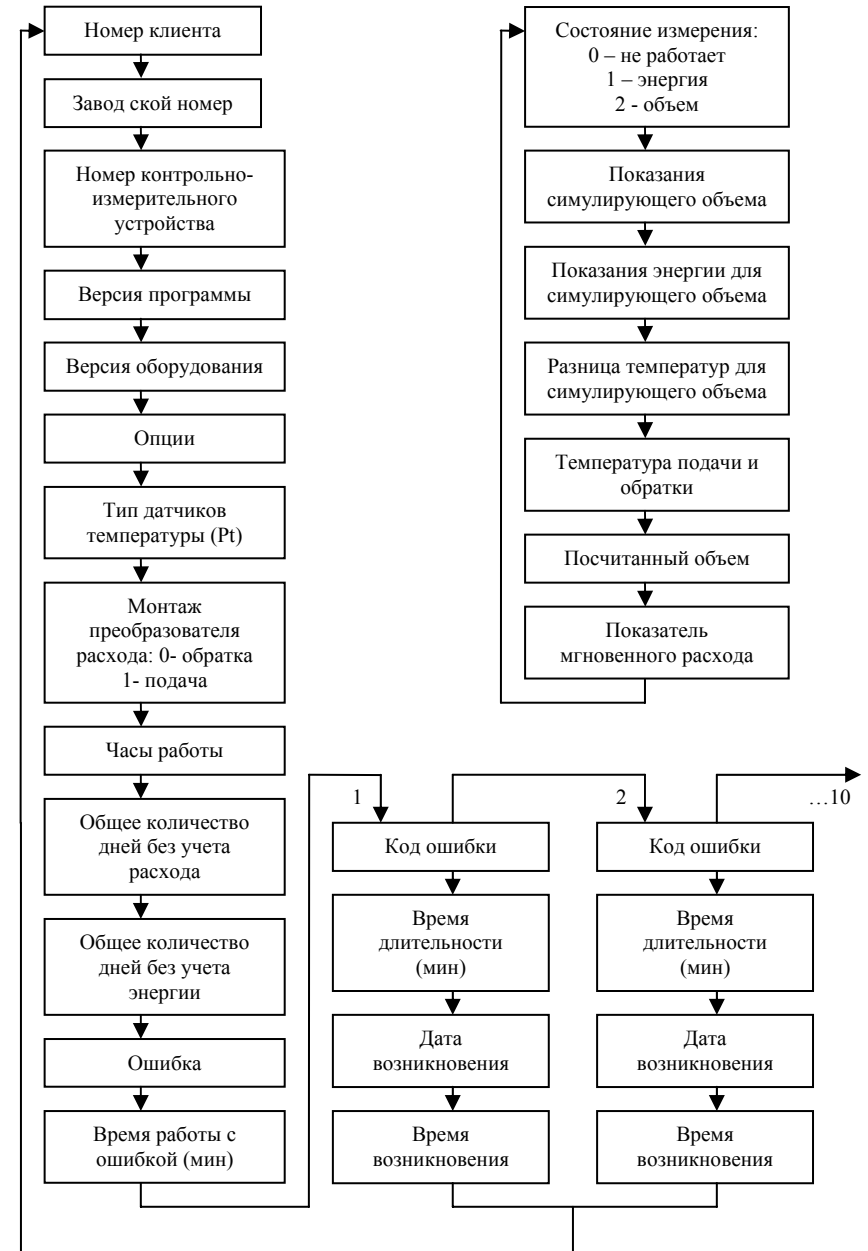 Номер клиента
Завод ской номер
Номер контрольно-
измерительного
устройства
Версия программы
Версия оборудования
Опции
Тип датчиков
температуры (Pt)
Монтаж
преобразователя
расхода: 0- обратка
1- подача
Часы работы
Общее количество
дней без учета
расхода
Общее количество
дней без учета
энергии
Ошибка
Время работы с
ошибкой (мин)
Состояние измерения:
0 – не работает
1 – энергия
2 - объем
Показания
симулирующего объема
Показания энергии для
симулирующего объема
Разница температур для
симулирующего объема
Температура подачи и
обратки
Посчитанный объем
Показатель
мгновенного расхода
1
Код ошибки
Время
длительности
(мин)
Дата
возникновения
Время
возникновения
2
Код ошибки
Время
длительности
(мин)
Дата
возникновения
Время
возникновения
…10